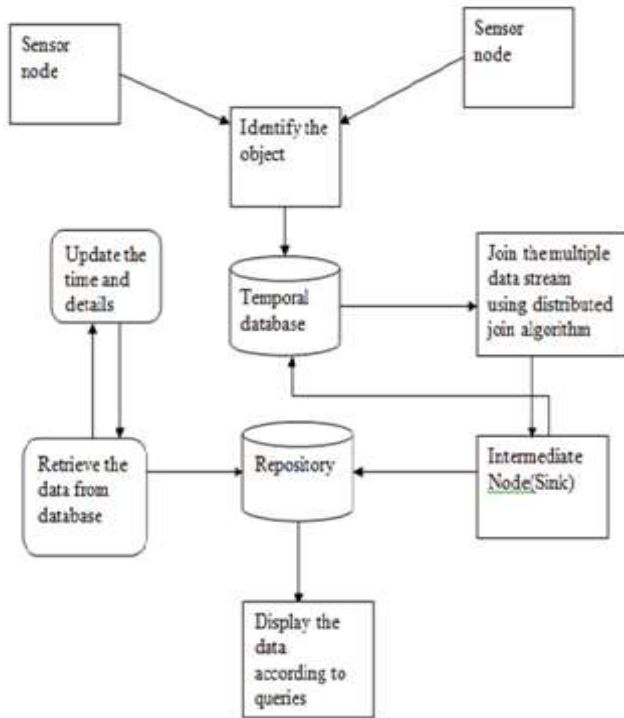 Sensor
node
Sensor
node
Identify the
object
Update the
time and
details
Temporal
database
Join the multiple
data stream
using distributed
join algorithm
Retrieve the
data from
database
Repository
Intermediate
Node(Sink)
Display the
data
according to
queries